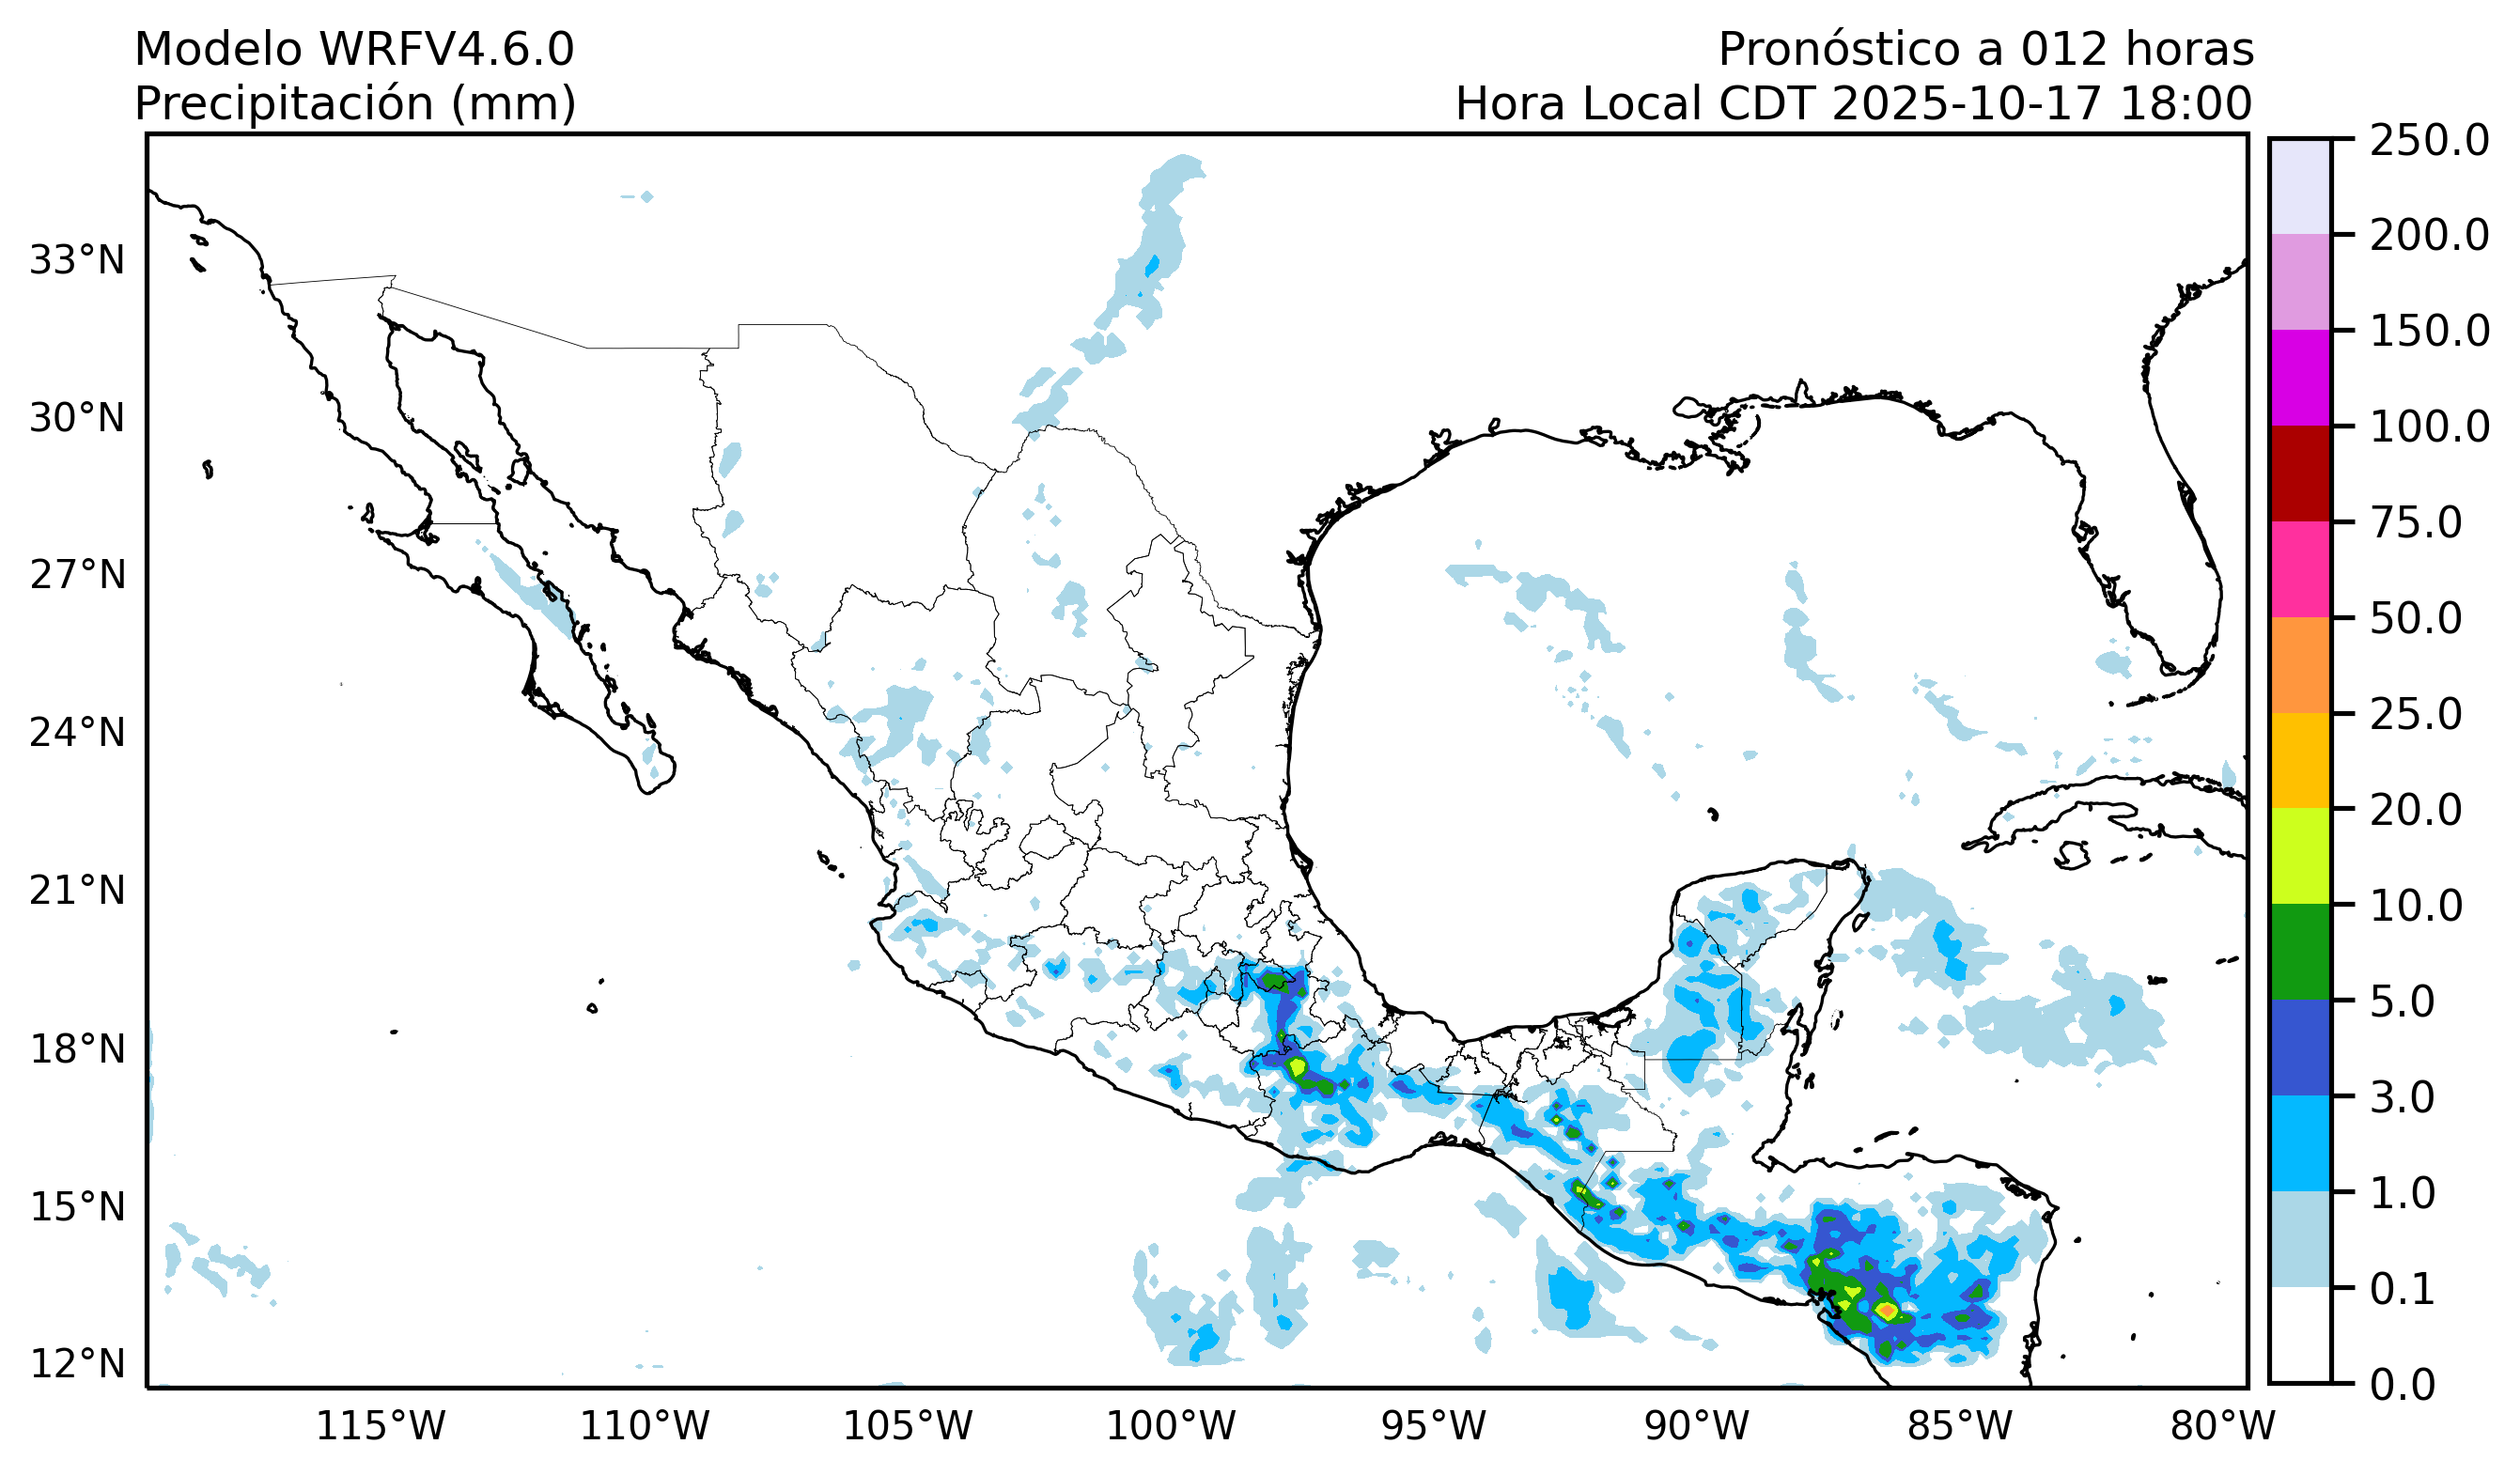 Modelo WRFV4.6.0
Precipitación (mm)
Pronóstico a 012 horas
Hora Local CDT 2025-10-17 18:00
33°N
30°N
27°N
24°N
21°N
18°N
15°N
12°N
115°W
110°W
105°W
100°W
95°W
90°W
85°W
80°W
250.0
200.0
150.0
100.0
75.0
50.0
25.0
20.0
10.0
5.0
3.0
1.0
0.1
0.0